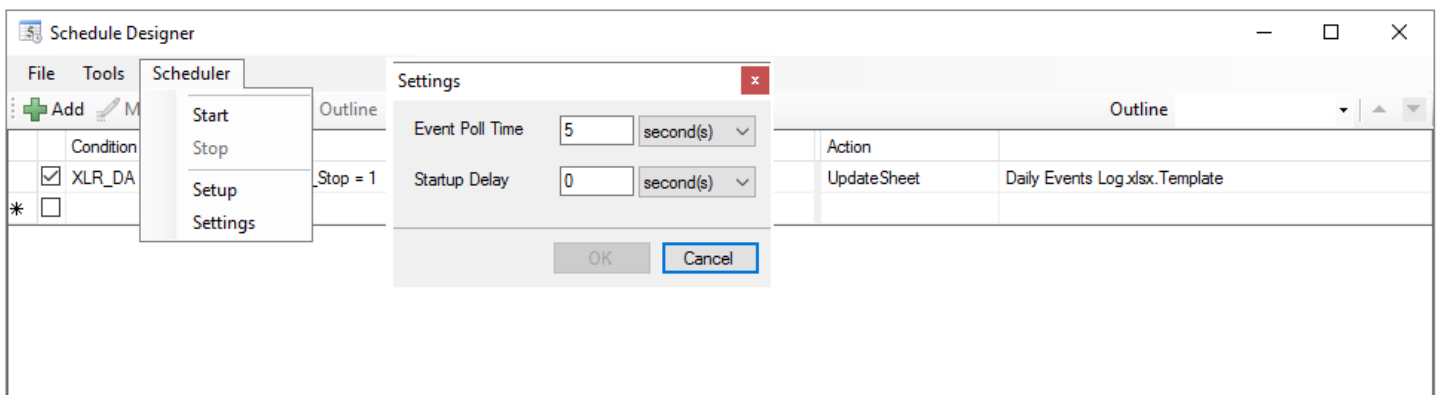 Schedule Designer
File Tools Scheduler
Add M Outline Outline
Start
Stop
Setup
Settings
Settings
Event Poll Time 5 second(s)
Startup Delay 0 second(s)
OK Cancel
Condition Action
XLR_DA _Stop = 1 UpdateSheet Daily Events Log.xlsx.Template